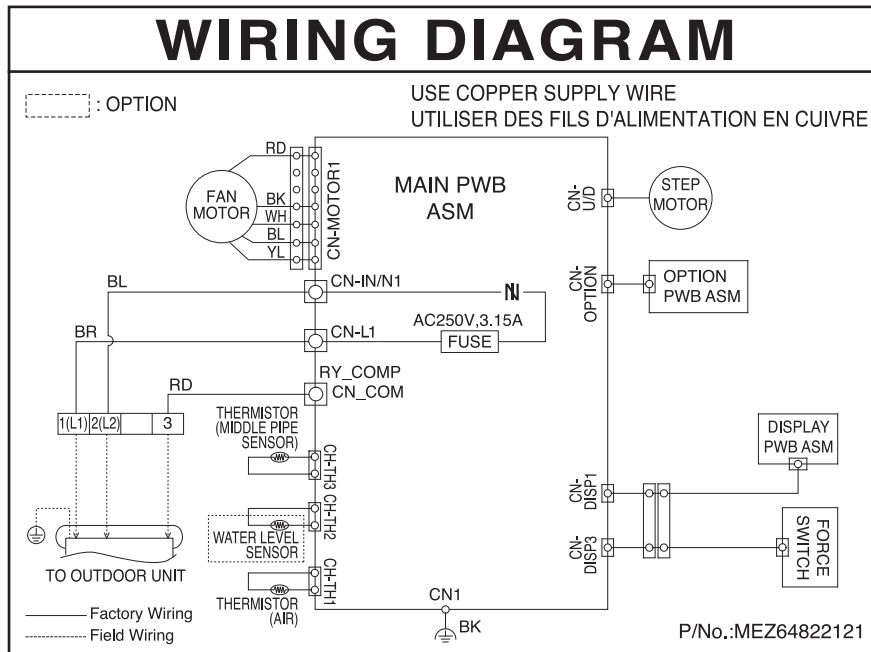 WIRING DIAGRAM
: OPTION
USE COPPER SUPPLY WIRE
UTILISER DES FILS D'ALIMENTATION EN CUIVRE
RD
FAN
MOTOR
BK
WH
BL
YL
CN-MOTOR1
MAIN PWB
ASM
CN-
U/D
STEP
MOTOR
CN-
OPTION
OPTION
PWB ASM
BL
CN-IN/N1
BR
CN-L1
AC250V,3.15A
FUSE
RY_COMP
CN_COM
RD
1(L1)
2(L2)
3
THERMISTOR
(MIDDLE PIPE
SENSOR)
CH-TH3
CH-TH2
WATER LEVEL
SENSOR
CH-TH1
THERMISTOR
(AIR)
TO OUTDOOR UNIT
DISPLAY
PWB ASM
CN-
DISP1
CN-
DISP3
FORCE
SWITCH
CN1
BK
Factory Wiring
Field Wiring
P/No.:MEZ64822121